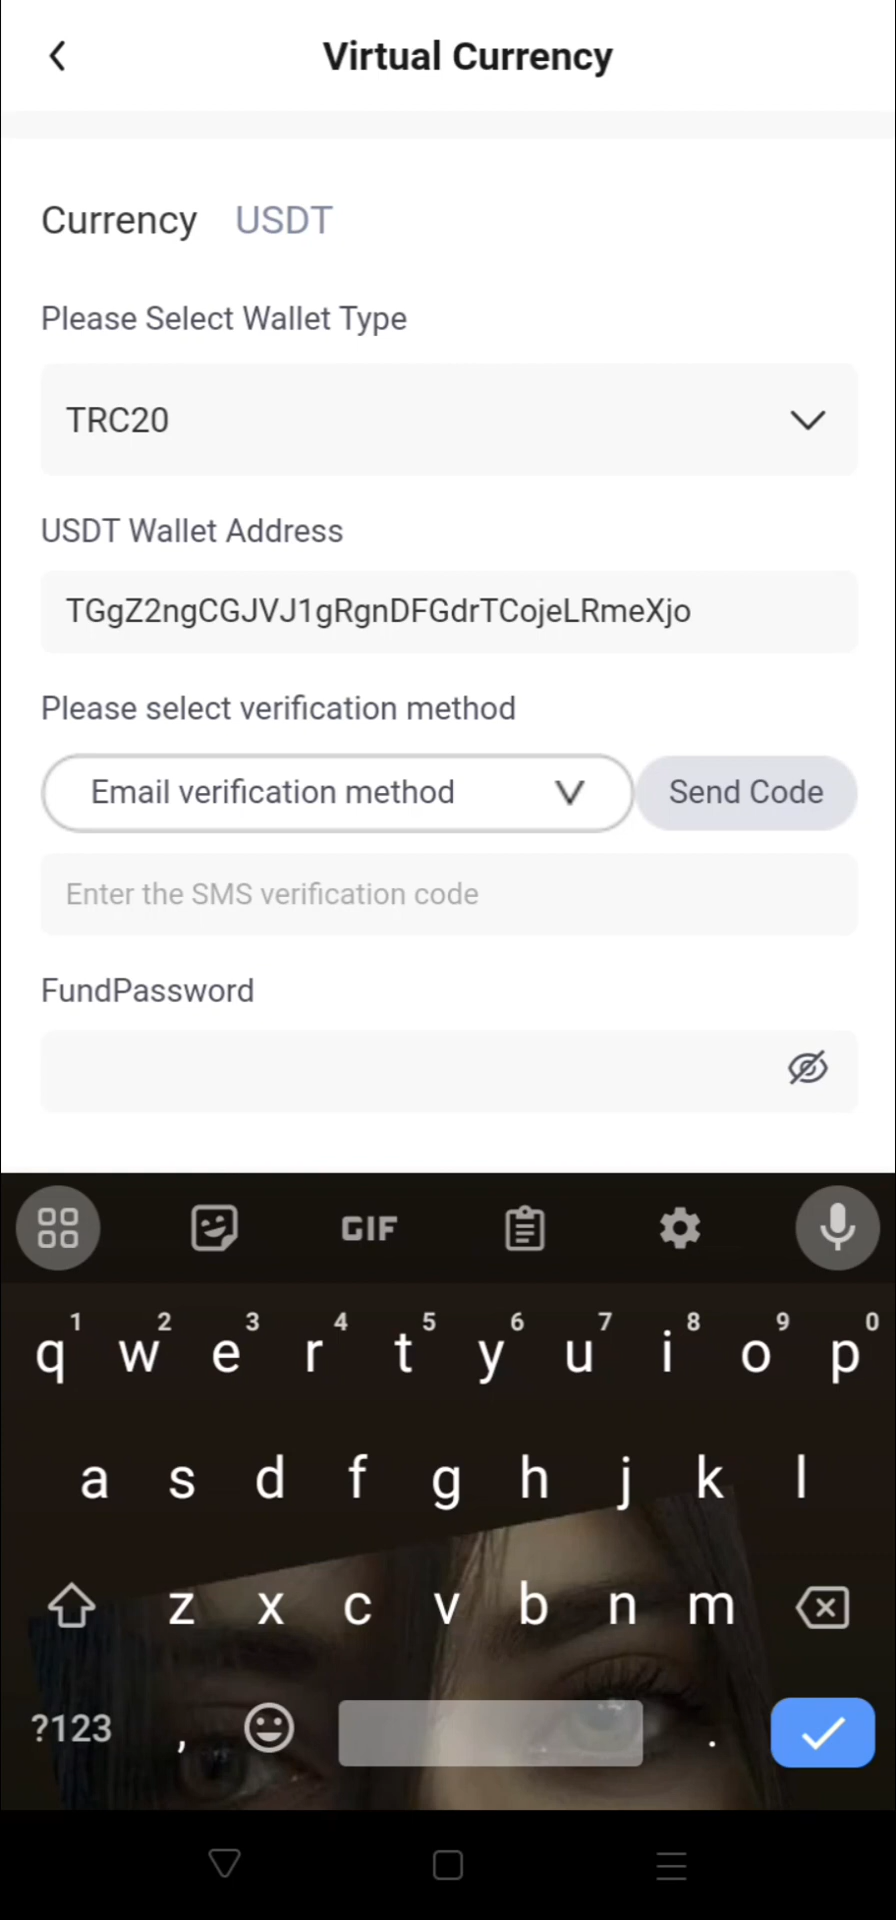 Virtual Currency
Currency USDT
Please Select Wallet Type
TRC20
USDT Wallet Address
TGgZ2ngCGJVJ1gRgnDFGdrTCojeLRmeXjo
Please select verification method
Email verification method V Send Code
Enter the SMS verification code
FundPassword
GIF
1 2 3 4 5 6 7 8 9 0
q w e r t y u i o p
a s d f g h j k l
z x c v b n m
?123 , .